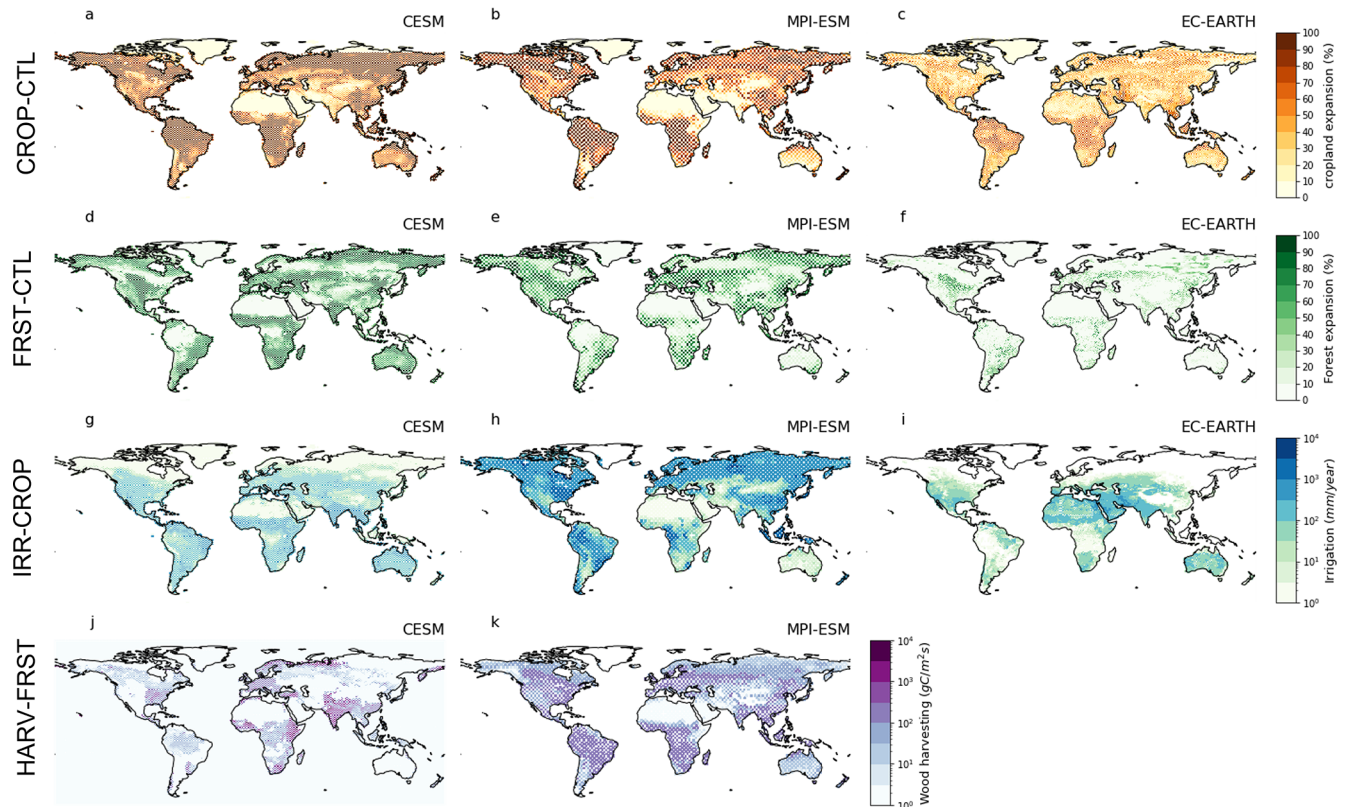 a
CESM
b
MPI-ESM
c
EC-EARTH
CROP-CTL
100
90
80
70
60
50
40
30
20
10
0
cropland expansion (%)
d
CESM
e
MPI-ESM
f
EC-EARTH
FRST-CTL
100
90
80
70
60
50
40
30
20
10
0
Forest expansion (%)
g
CESM
h
MPI-ESM
i
EC-EARTH
IRR-CROP
10⁴
10³
10²
10¹
10⁰
Irrigation (mm/year)
j
CESM
k
MPI-ESM
HARV-FRST
10⁴
10³
10²
10¹
10⁰
Wood harvesting (gC/m²s)